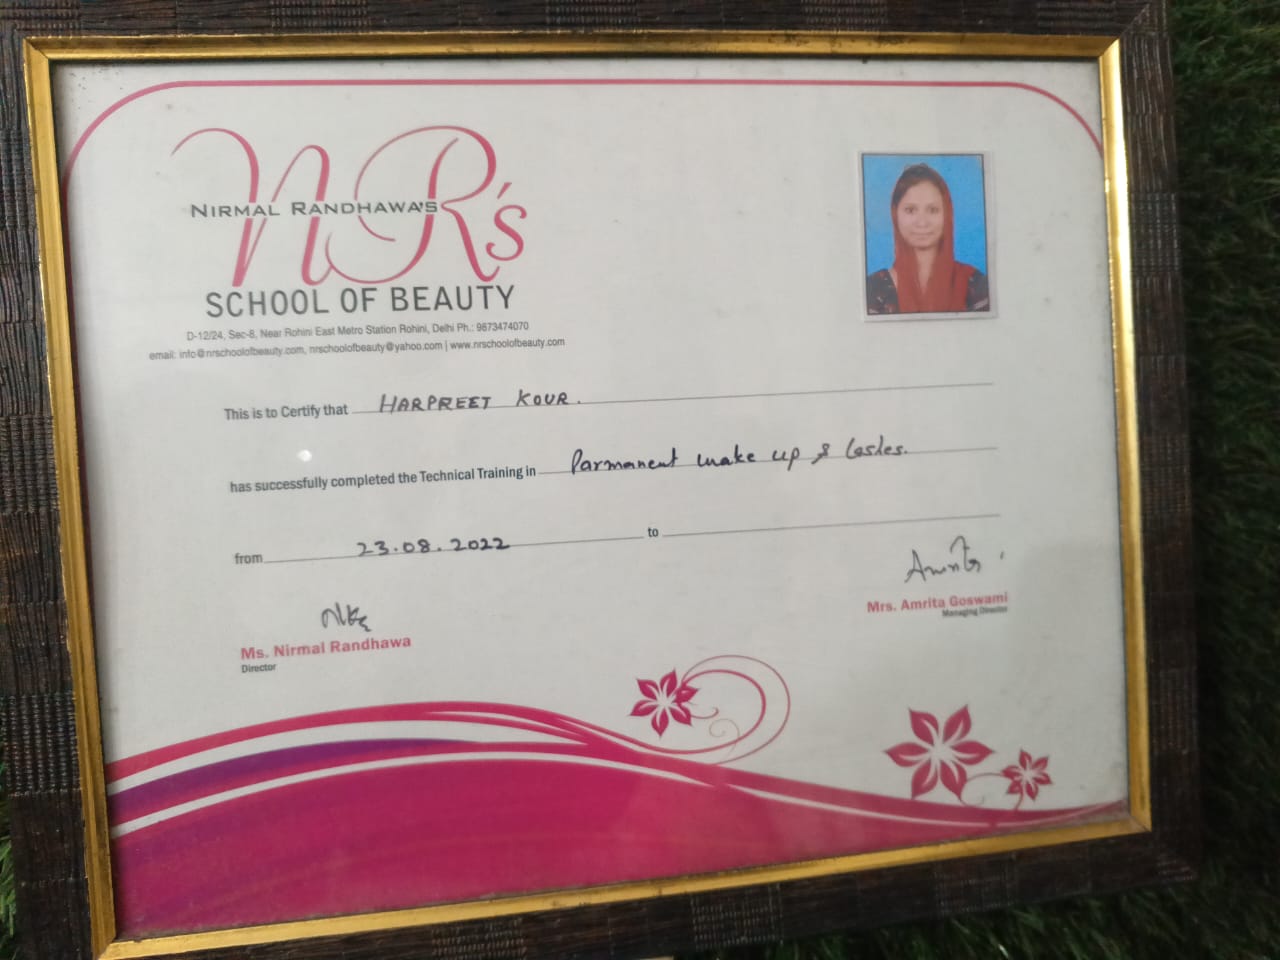 NR's
NIRMAL RANDHAWA'S
SCHOOL OF BEAUTY
D-12/24, Sec-8, Near Rohini East Metro Station Rohini, Delhi Ph.: 9673474070
email: info@nrschoolofbeauty.com, nrschoolofbeauty@yahoo.com | www.nrschoolofbeauty.com
This is to Certify that HARPREET KOUR.
has successfully completed the Technical Training in Parmanent make up & lashes.
from 23.08.2022 to
Amrita
Mrs. Amrita Goswami
Managing Director
Ms. Nirmal Randhawa
Director